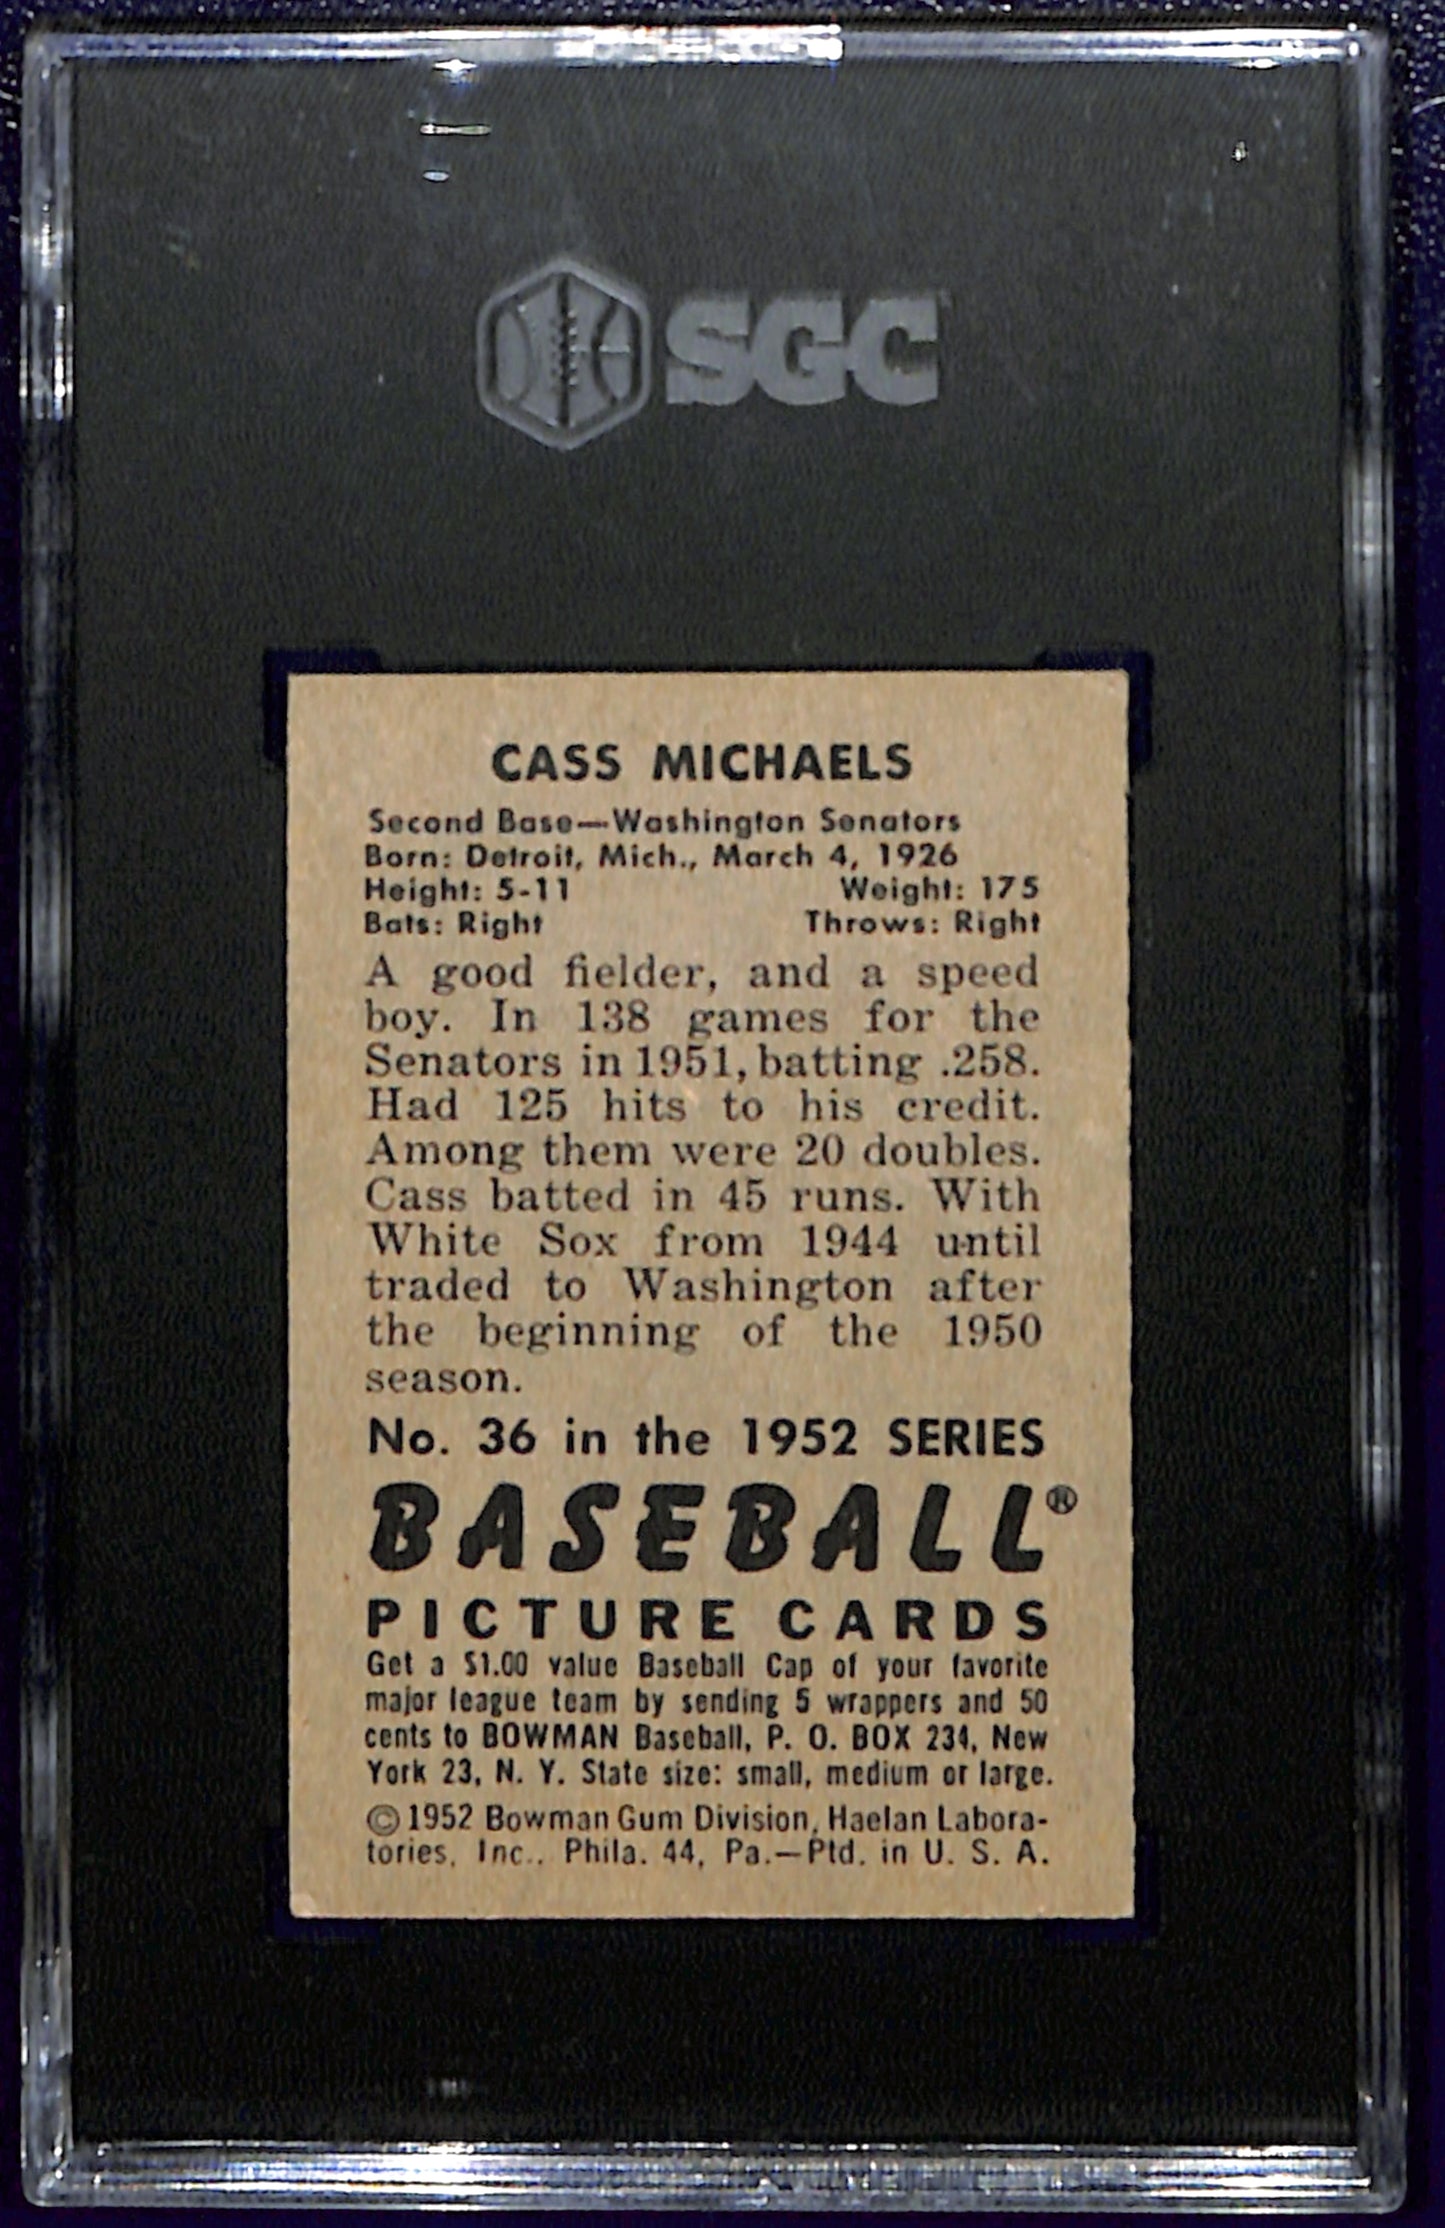 SGC
CASS MICHAELS
Second Base—Washington Senators
Born: Detroit, Mich., March 4, 1926
Height: 5-11 Weight: 175
Bats: Right Throws: Right
A good fielder, and a speed
boy. In 138 games for the
Senators in 1951, batting .258.
Had 125 hits to his credit.
Among them were 20 doubles.
Cass batted in 45 runs. With
White Sox from 1944 until
traded to Washington after
the beginning of the 1950
season.
No. 36 in the 1952 SERIES
BASEBALL®
PICTURE CARDS
Get a $1.00 value Baseball Cap of your favorite
major league team by sending 5 wrappers and 50
cents to BOWMAN Baseball, P. O. BOX 234, New
York 23, N. Y. State size: small, medium or large.
©1952 Bowman Gum Division, Haelan Labora-
tories, Inc., Phila. 44, Pa.—Ptd. in U. S. A.